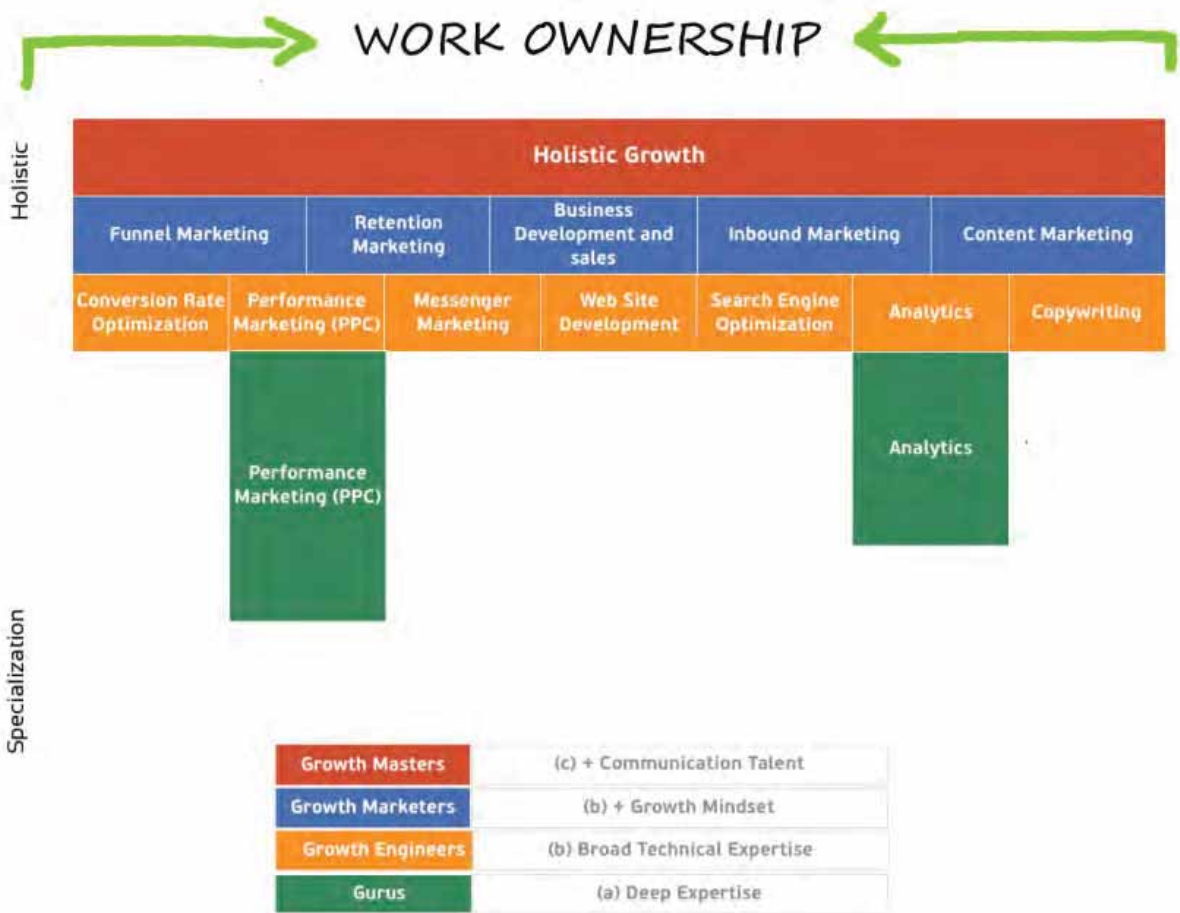 WORK OWNERSHIP
Holistic
Holistic Growth
Funnel Marketing
Retention
Marketing
Business
Development and
sales
Inbound Marketing
Content Marketing
Conversion Rate
Optimization
Performance
Marketing (PPC)
Messenger
Marketing
Web Site
Development
Search Engine
Optimization
Analytics
Copywriting
Performance
Marketing (PPC)
Analytics
Specialization
Growth Masters
(c) + Communication Talent
Growth Marketers
(b) + Growth Mindset
Growth Engineers
(b) Broad Technical Expertise
Gurus
(a) Deep Expertise